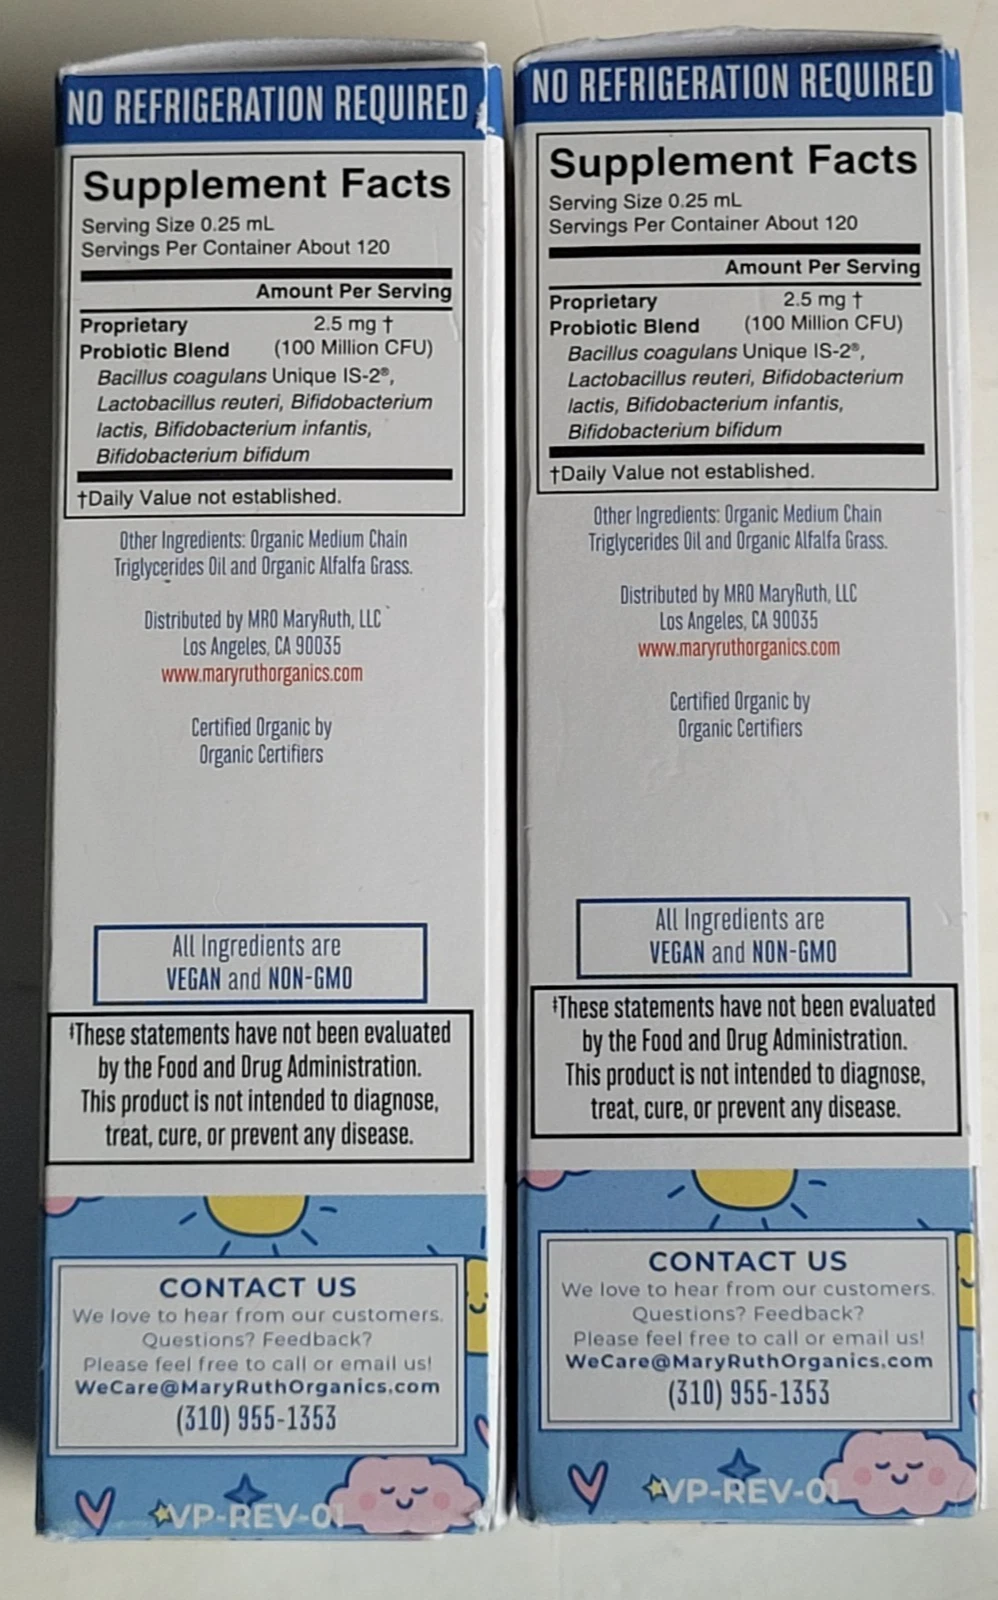 NO REFRIGERATION REQUIRED
Supplement Facts
Serving Size 0.25 mL
Servings Per Container About 120
Amount Per Serving
Proprietary 2.5 mg †
Probiotic Blend (100 Million CFU)
Bacillus coagulans Unique IS-2®,
Lactobacillus reuteri, Bifidobacterium
lactis, Bifidobacterium infantis,
Bifidobacterium bifidum
†Daily Value not established.
Other Ingredients: Organic Medium Chain
Triglycerides Oil and Organic Alfalfa Grass.
Distributed by MRO MaryRuth, LLC
Los Angeles, CA 90035
www.maryruthorganics.com
Certified Organic by
Organic Certifiers
All Ingredients are
VEGAN and NON-GMO
‡These statements have not been evaluated
by the Food and Drug Administration.
This product is not intended to diagnose,
treat, cure, or prevent any disease.
CONTACT US
We love to hear from our customers.
Questions? Feedback?
Please feel free to call or email us!
WeCare@MaryRuthOrganics.com
(310) 955-1353
VP-REV-01
NO REFRIGERATION REQUIRED
Supplement Facts
Serving Size 0.25 mL
Servings Per Container About 120
Amount Per Serving
Proprietary 2.5 mg †
Probiotic Blend (100 Million CFU)
Bacillus coagulans Unique IS-2®,
Lactobacillus reuteri, Bifidobacterium
lactis, Bifidobacterium infantis,
Bifidobacterium bifidum
†Daily Value not established.
Other Ingredients: Organic Medium Chain
Triglycerides Oil and Organic Alfalfa Grass.
Distributed by MRO MaryRuth, LLC
Los Angeles, CA 90035
www.maryruthorganics.com
Certified Organic by
Organic Certifiers
All Ingredients are
VEGAN and NON-GMO
‡These statements have not been evaluated
by the Food and Drug Administration.
This product is not intended to diagnose,
treat, cure, or prevent any disease.
CONTACT US
We love to hear from our customers.
Questions? Feedback?
Please feel free to call or email us!
WeCare@MaryRuthOrganics.com
(310) 955-1353
VP-REV-01